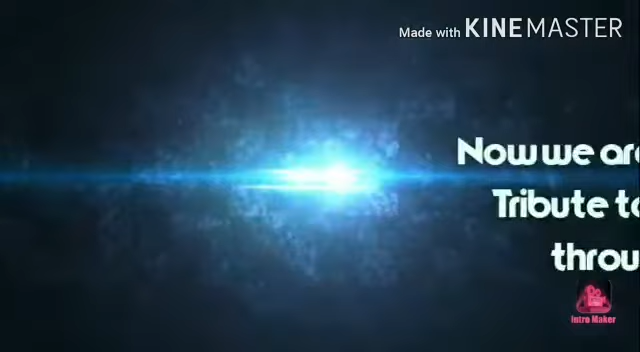 Made with KINEMASTER
Now we are
Tribute to
throu
Intro Maker